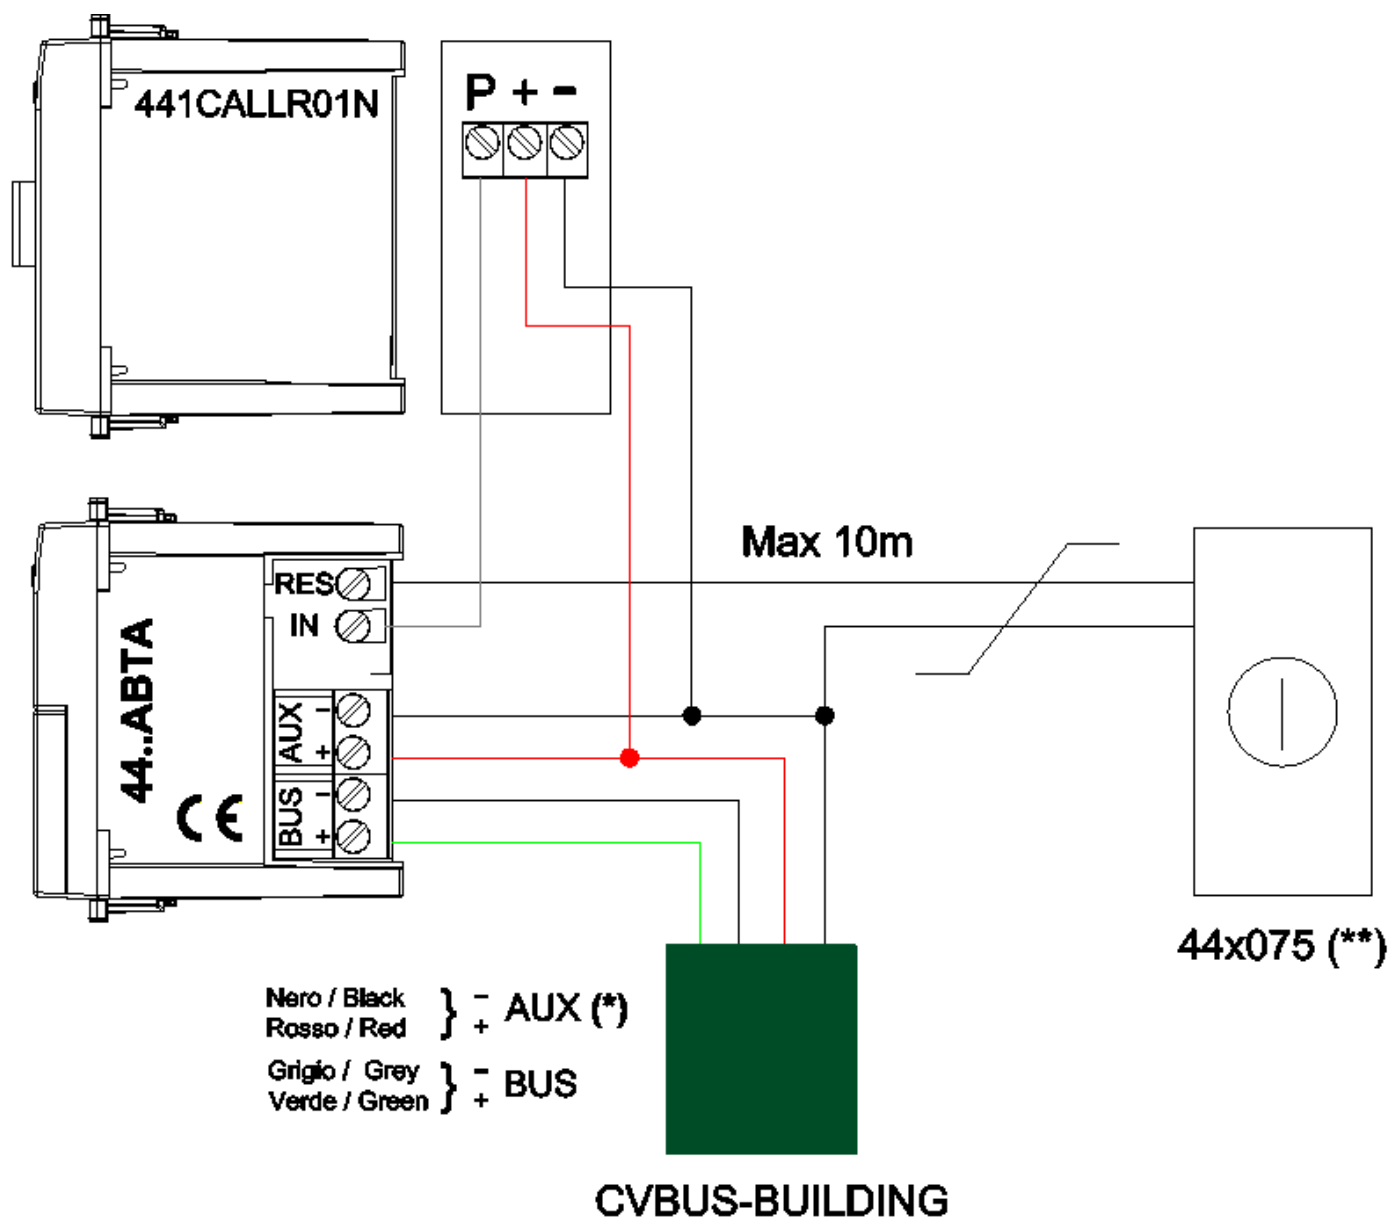 441CALLR01N
P + -
Max 10m
RES
IN
44..ABTA
AUX - +
BUS - +
CE
44x075 (**)
Nero / Black } - AUX (*)
Rosso / Red +
Grigio / Grey } - BUS
Verde / Green +
CVBUS-BUILDING